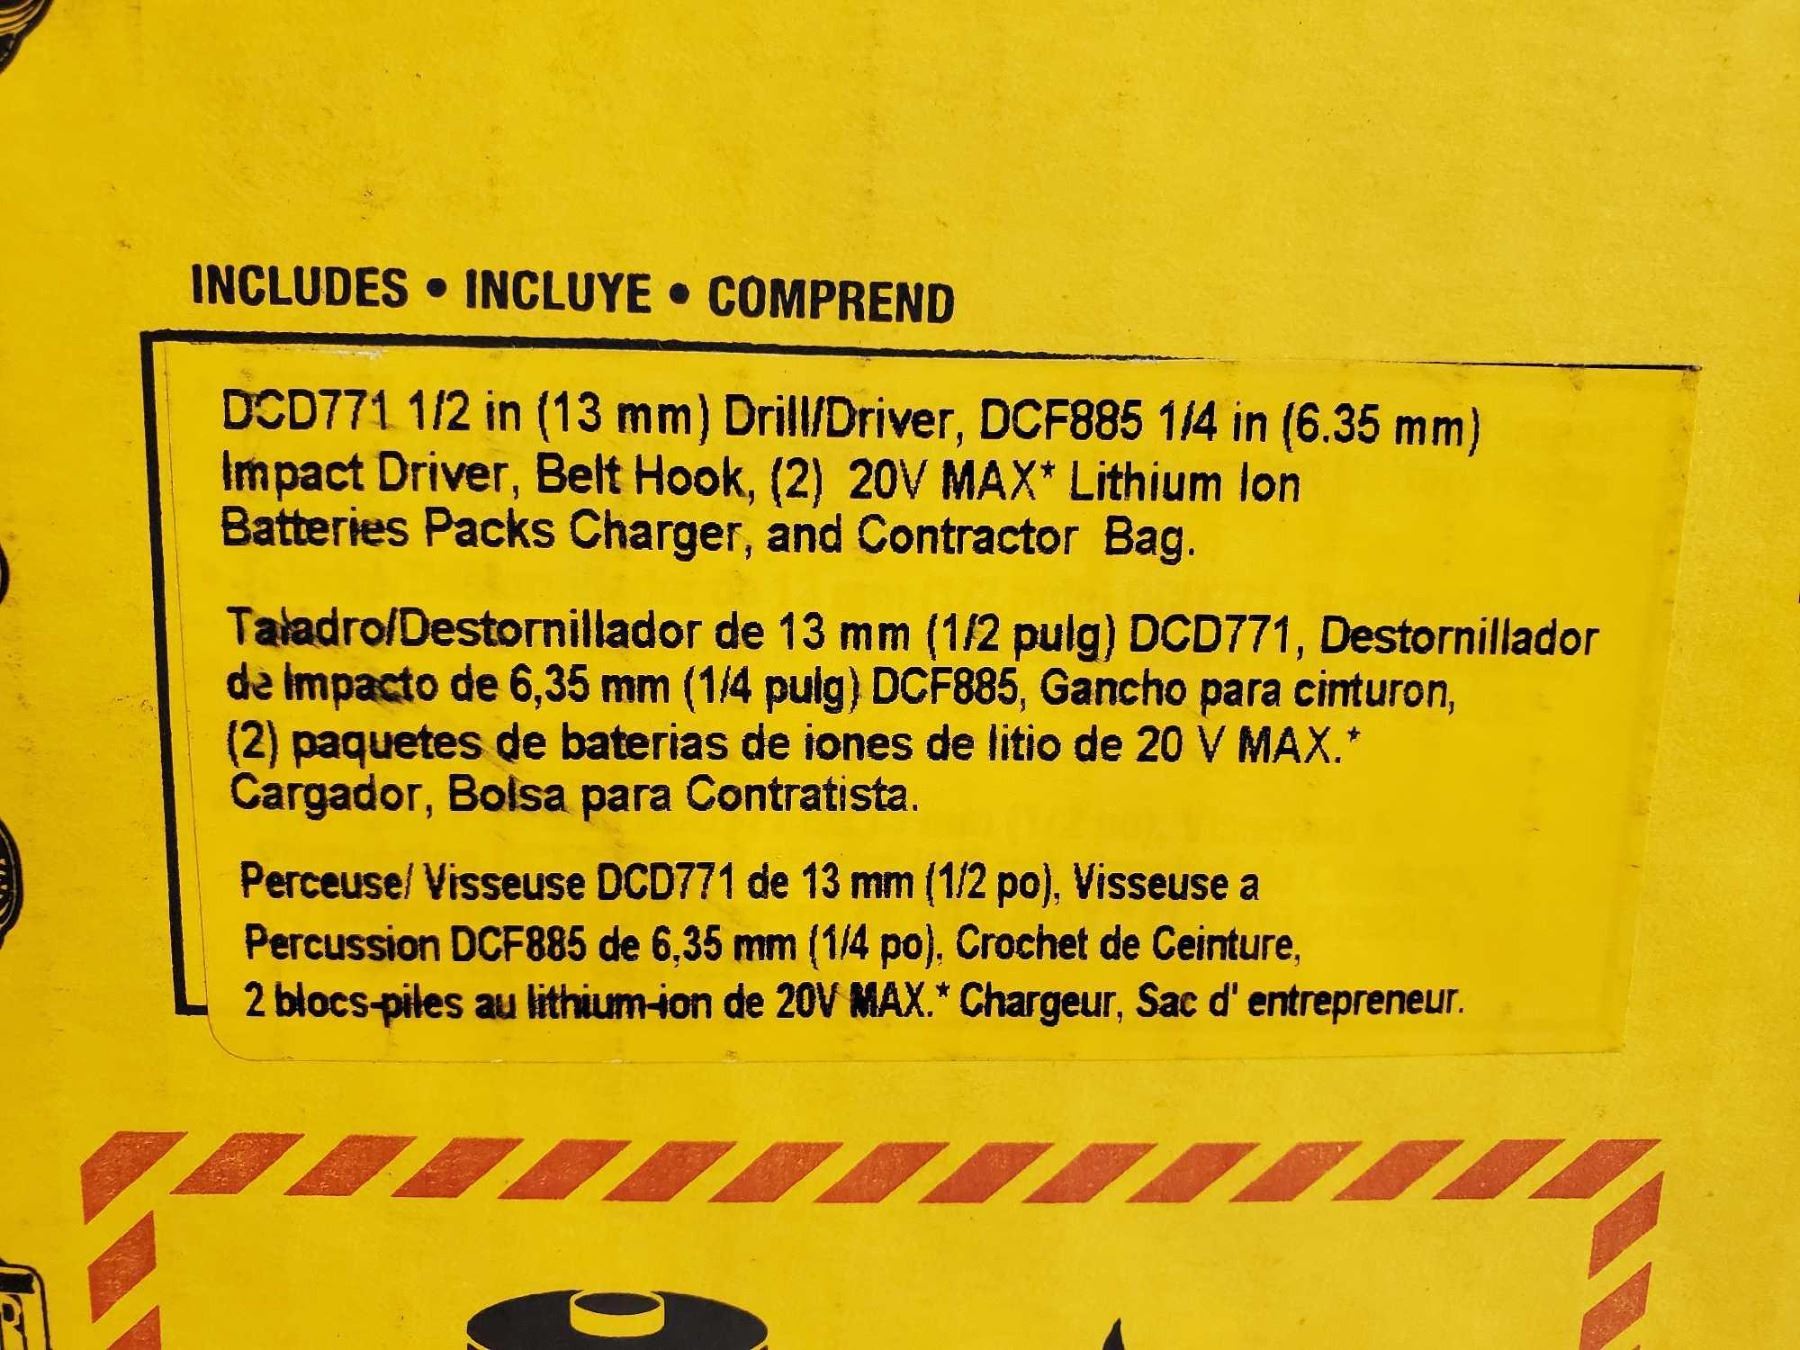 INCLUDES • INCLUYE • COMPREND
DCD771 1/2 in (13 mm) Drill/Driver, DCF885 1/4 in (6.35 mm)
Impact Driver, Belt Hook, (2) 20V MAX* Lithium Ion
Batteries Packs Charger, and Contractor Bag.
Taladro/Destornillador de 13 mm (1/2 pulg) DCD771, Destornillador
de Impacto de 6,35 mm (1/4 pulg) DCF885, Gancho para cinturon,
(2) paquetes de baterias de iones de litio de 20 V MAX.*
Cargador, Bolsa para Contratista.
Perceuse/ Visseuse DCD771 de 13 mm (1/2 po), Visseuse a
Percussion DCF885 de 6,35 mm (1/4 po), Crochet de Ceinture,
2 blocs-piles au lithium-ion de 20V MAX.* Chargeur, Sac d' entrepreneur.